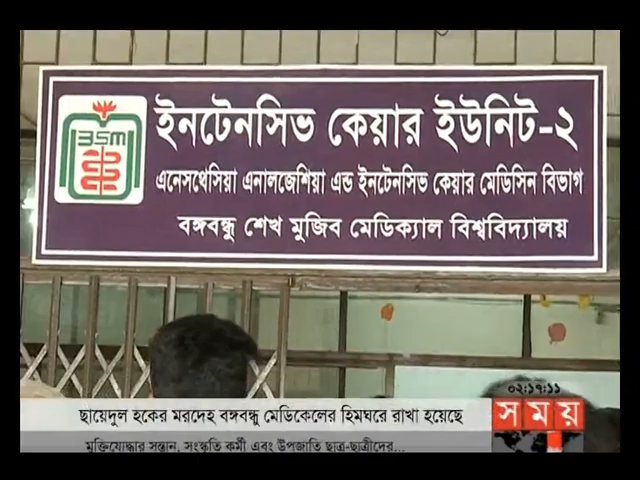 ইনটেনসিভ কেয়ার ইউনিট-২
BSM
এনেসথেসিয়া এনালজেশিয়া এন্ড ইনটেনসিভ কেয়ার মেডিসিন বিভাগ
বঙ্গবন্ধু শেখ মুজিব মেডিক্যাল বিশ্ববিদ্যালয়
০২:১৭:১১
ছায়েদুল হকের মরদেহ বঙ্গবন্ধু মেডিকেলের হিমঘরে রাখা হয়েছে
সময়
মুক্তিযোদ্ধার সন্তান, সংস্কৃতি কর্মী এবং উপজাতি ছাত্র-ছাত্রীদের...